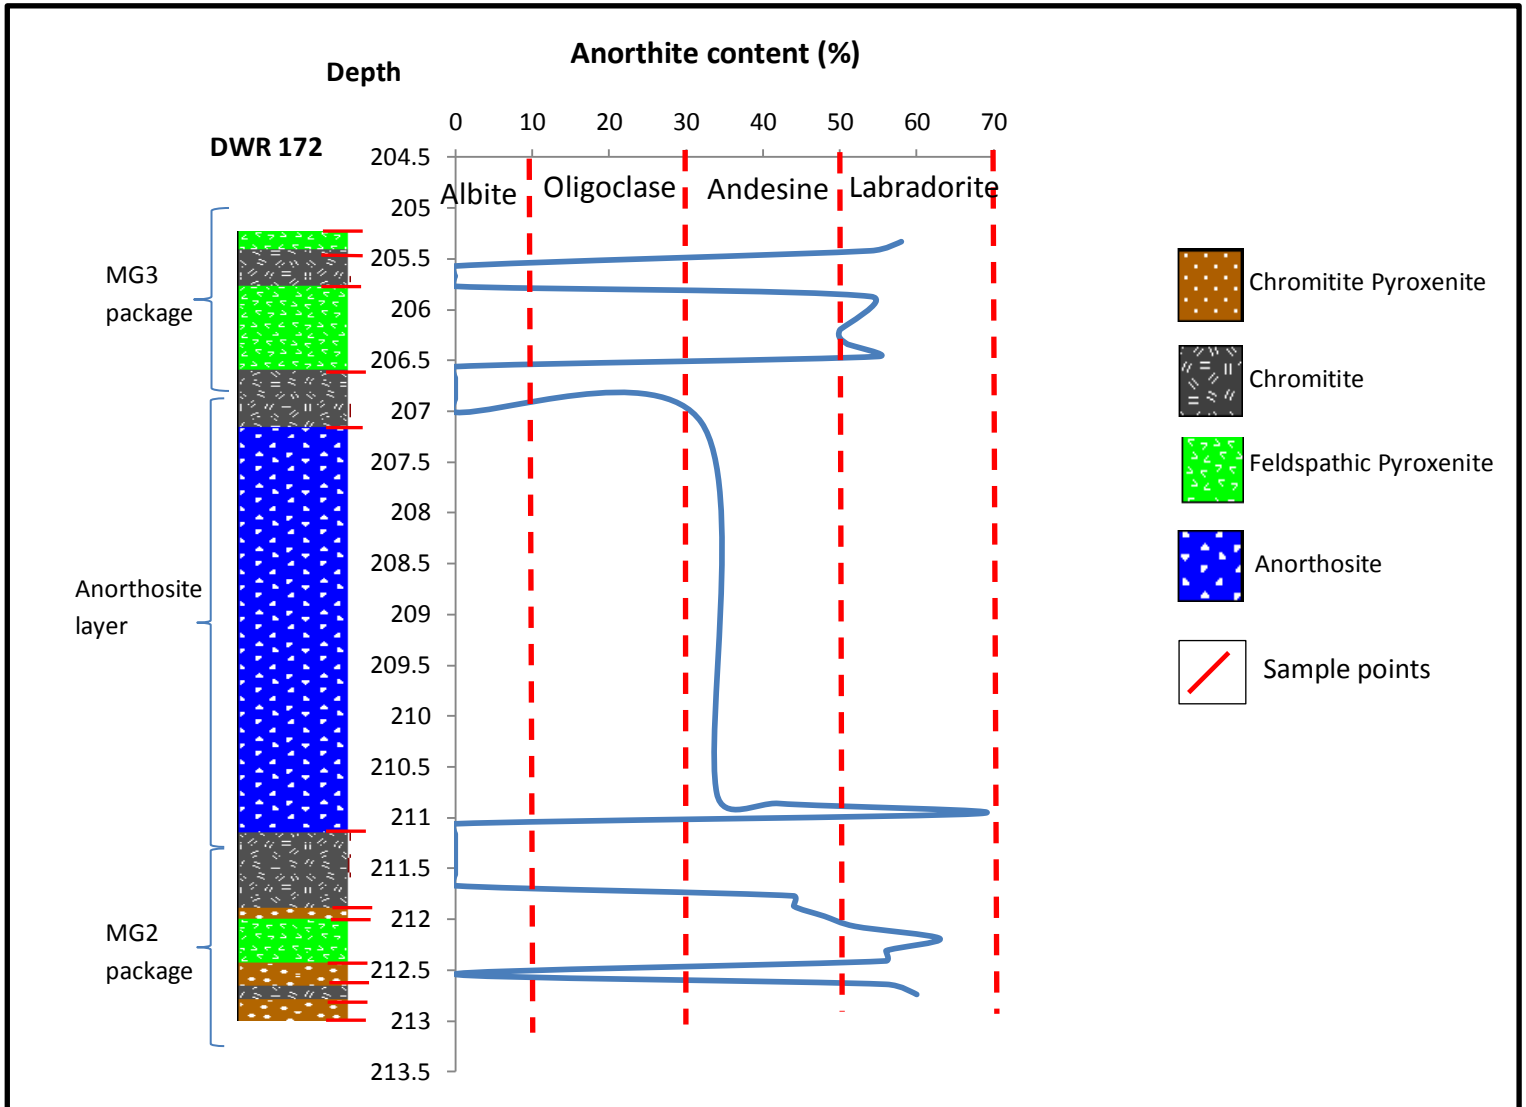 Anorthite content (%)
Depth
0 10 20 30 40 50 60 70
DWR 172
204.5
Albite Oligoclase Andesine Labradorite
205
205.5
MG3
package
206
206.5
207
207.5
208
208.5
Anorthosite
layer
209
209.5
210
210.5
211
211.5
212
MG2
package
212.5
213
213.5
Chromitite Pyroxenite
Chromitite
Feldspathic Pyroxenite
Anorthosite
Sample points